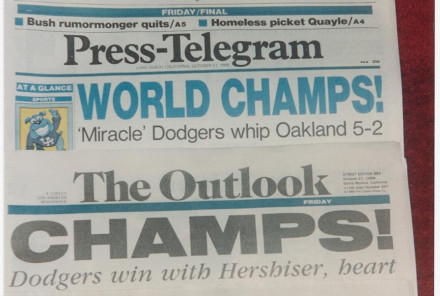 FRIDAY/FINAL
Bush rumormonger quits/A5 Homeless picket Quayle/A4
Press-Telegram
AT A GLANCE
SPORTS
WORLD CHAMPS!
'Miracle' Dodgers whip Oakland 5-2
The Outlook
FRIDAY
CHAMPS!
Dodgers win with Hershiser, heart